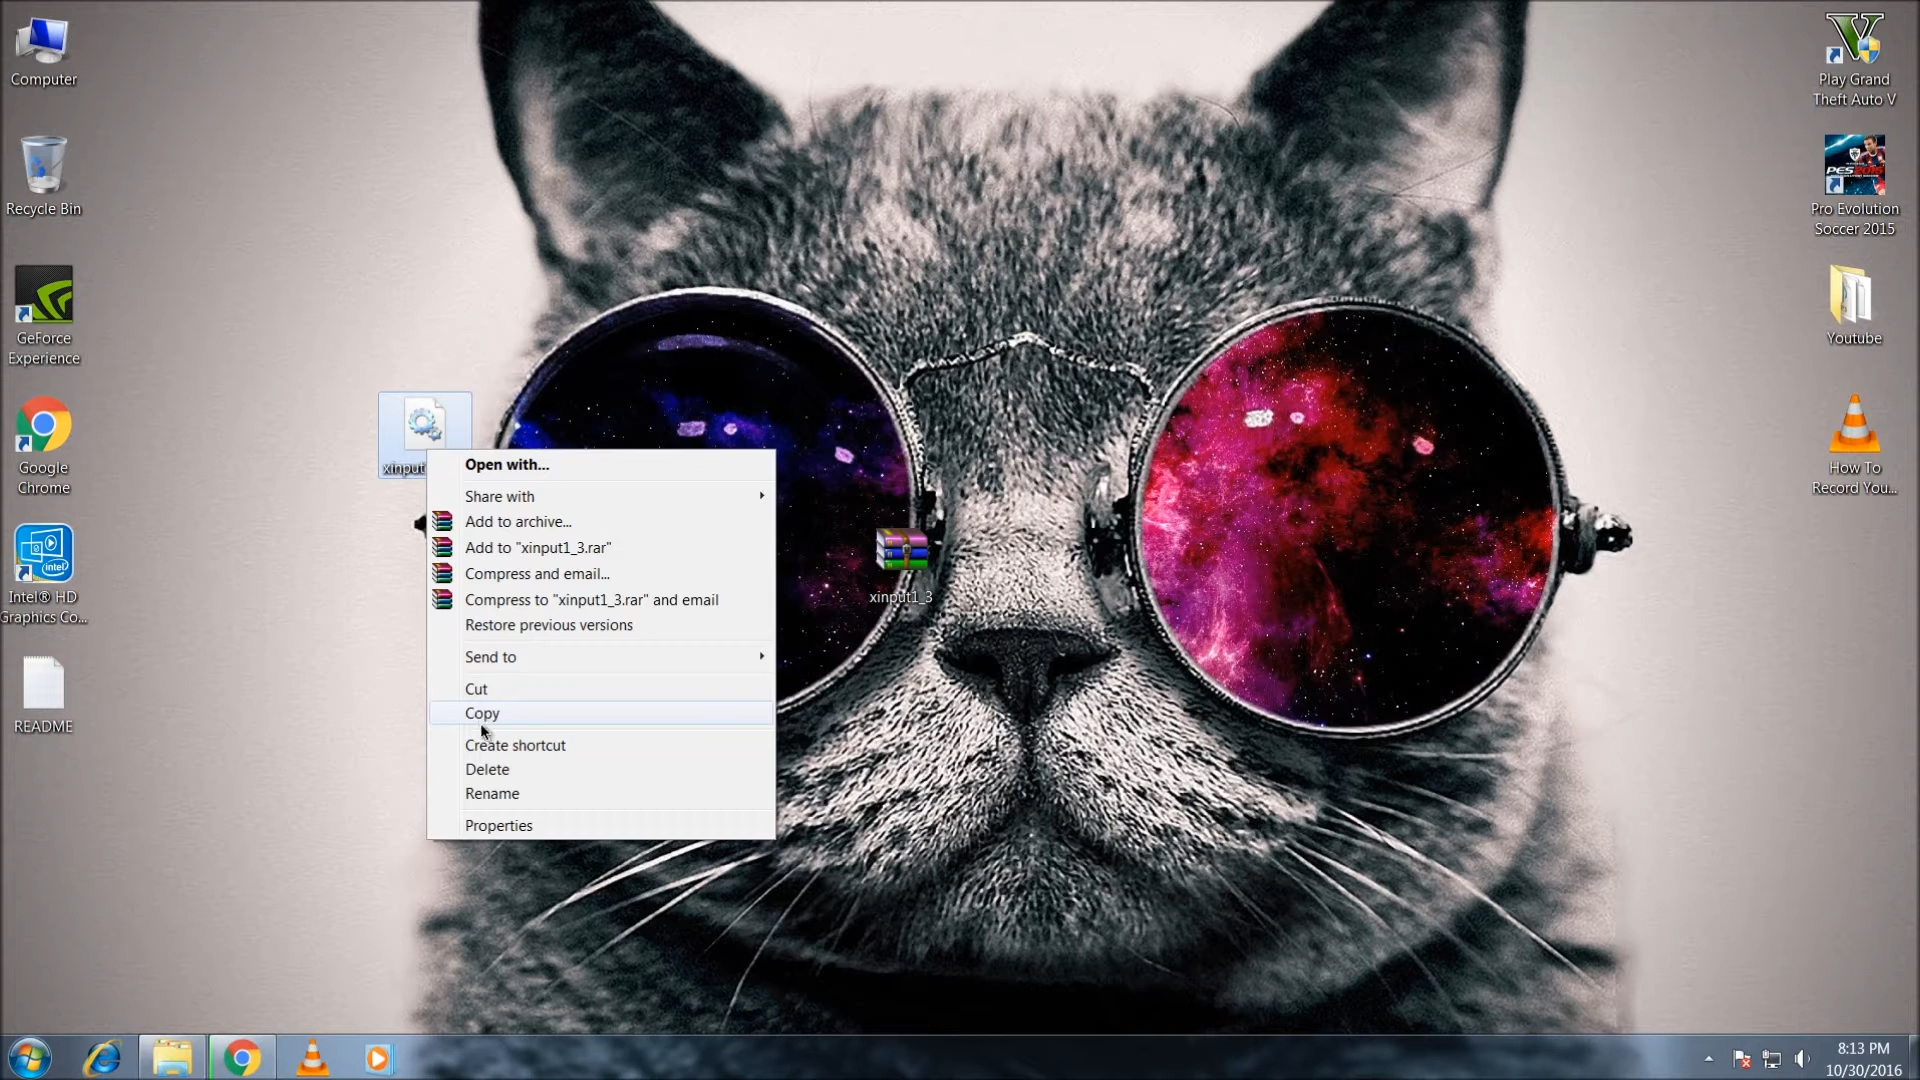 Computer
Recycle Bin
GeForce
Experience
Google
Chrome
intel
Intel® HD
Graphics Co...
README
xinput
Open with...
Share with
Add to archive...
Add to "xinput1_3.rar"
Compress and email...
Compress to "xinput1_3.rar" and email
Restore previous versions
Send to
Cut
Copy
Create shortcut
Delete
Rename
Properties
xinput1_3
Play Grand
Theft Auto V
PES2015
Pro Evolution
Soccer 2015
Youtube
How To
Record You...
8:13 PM
10/30/2016